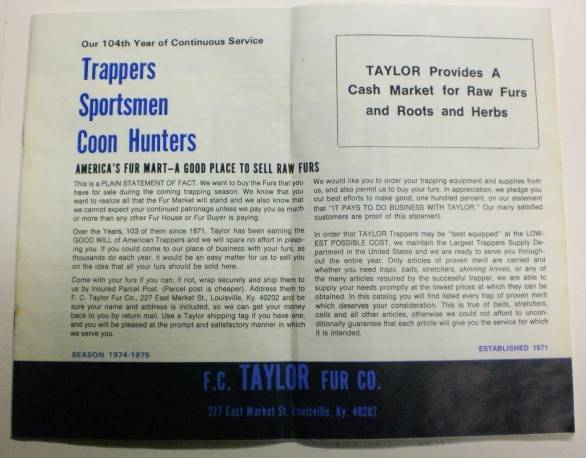 Our 104th Year of Continuous Service
Trappers
Sportsmen
Coon Hunters
TAYLOR Provides A
Cash Market for Raw Furs
and Roots and Herbs
AMERICA'S FUR MART—A GOOD PLACE TO SELL RAW FURS
This is a PLAIN STATEMENT OF FACT. We want to buy the Furs that you
have for sale during the coming trapping season. We know that you
want to realize all that the Fur Market will stand and we also know that
we cannot expect your continued patronage unless we pay you as much
or more than any other Fur House or Fur Buyer is paying.
Over the Years, 103 of them since 1871, Taylor has been earning the
GOOD WILL of American Trappers and we will spare no effort in pleas-
ing you. If you could come to our place of business with your furs, as
thousands do each year, it would be an easy matter for us to sell you
on the idea that all your furs should be sold here.
Come with your furs if you can; if not, wrap securely and ship them to
us by Insured Parcel Post. (Parcel post is cheaper). Address them to
F. C. Taylor Fur Co., 227 East Market St., Louisville, Ky. 40202 and be
sure your name and address is included, so we can get your money
back to you by return mail. Use a Taylor shipping tag if you have one,
and you will be pleased at the prompt and satisfactory manner in which
we serve you.
SEASON 1974-1975
We would like you to order your trapping equipment and supplies from
us, and also permit us to buy your furs. In appreciation, we pledge you
our best efforts to make good, one hundred percent, on our statement
that "IT PAYS TO DO BUSINESS WITH TAYLOR." Our many satisfied
customers are proof of this statement.
In order that TAYLOR Trappers may be "best equipped" at the LOW-
EST POSSIBLE COST, we maintain the Largest Trappers Supply De-
partment in the United States and we are ready to serve you through-
out the entire year. Only articles of proven merit are carried and
whether you need traps, baits, stretchers, skinning knives, or any of
the many articles required by the successful trapper, we are able to
supply your needs promptly at the lowest prices at which they can be
obtained. In this catalog you will find listed every trap of proven merit
which deserves your consideration. This is true of baits, stretchers,
calls and all other articles, otherwise we could not afford to uncon-
ditionally guarantee that each article will give you the service for which
it is intended.
ESTABLISHED 1871
F.C. TAYLOR FUR CO.
227 East Market St. Louisville, Ky. 40202